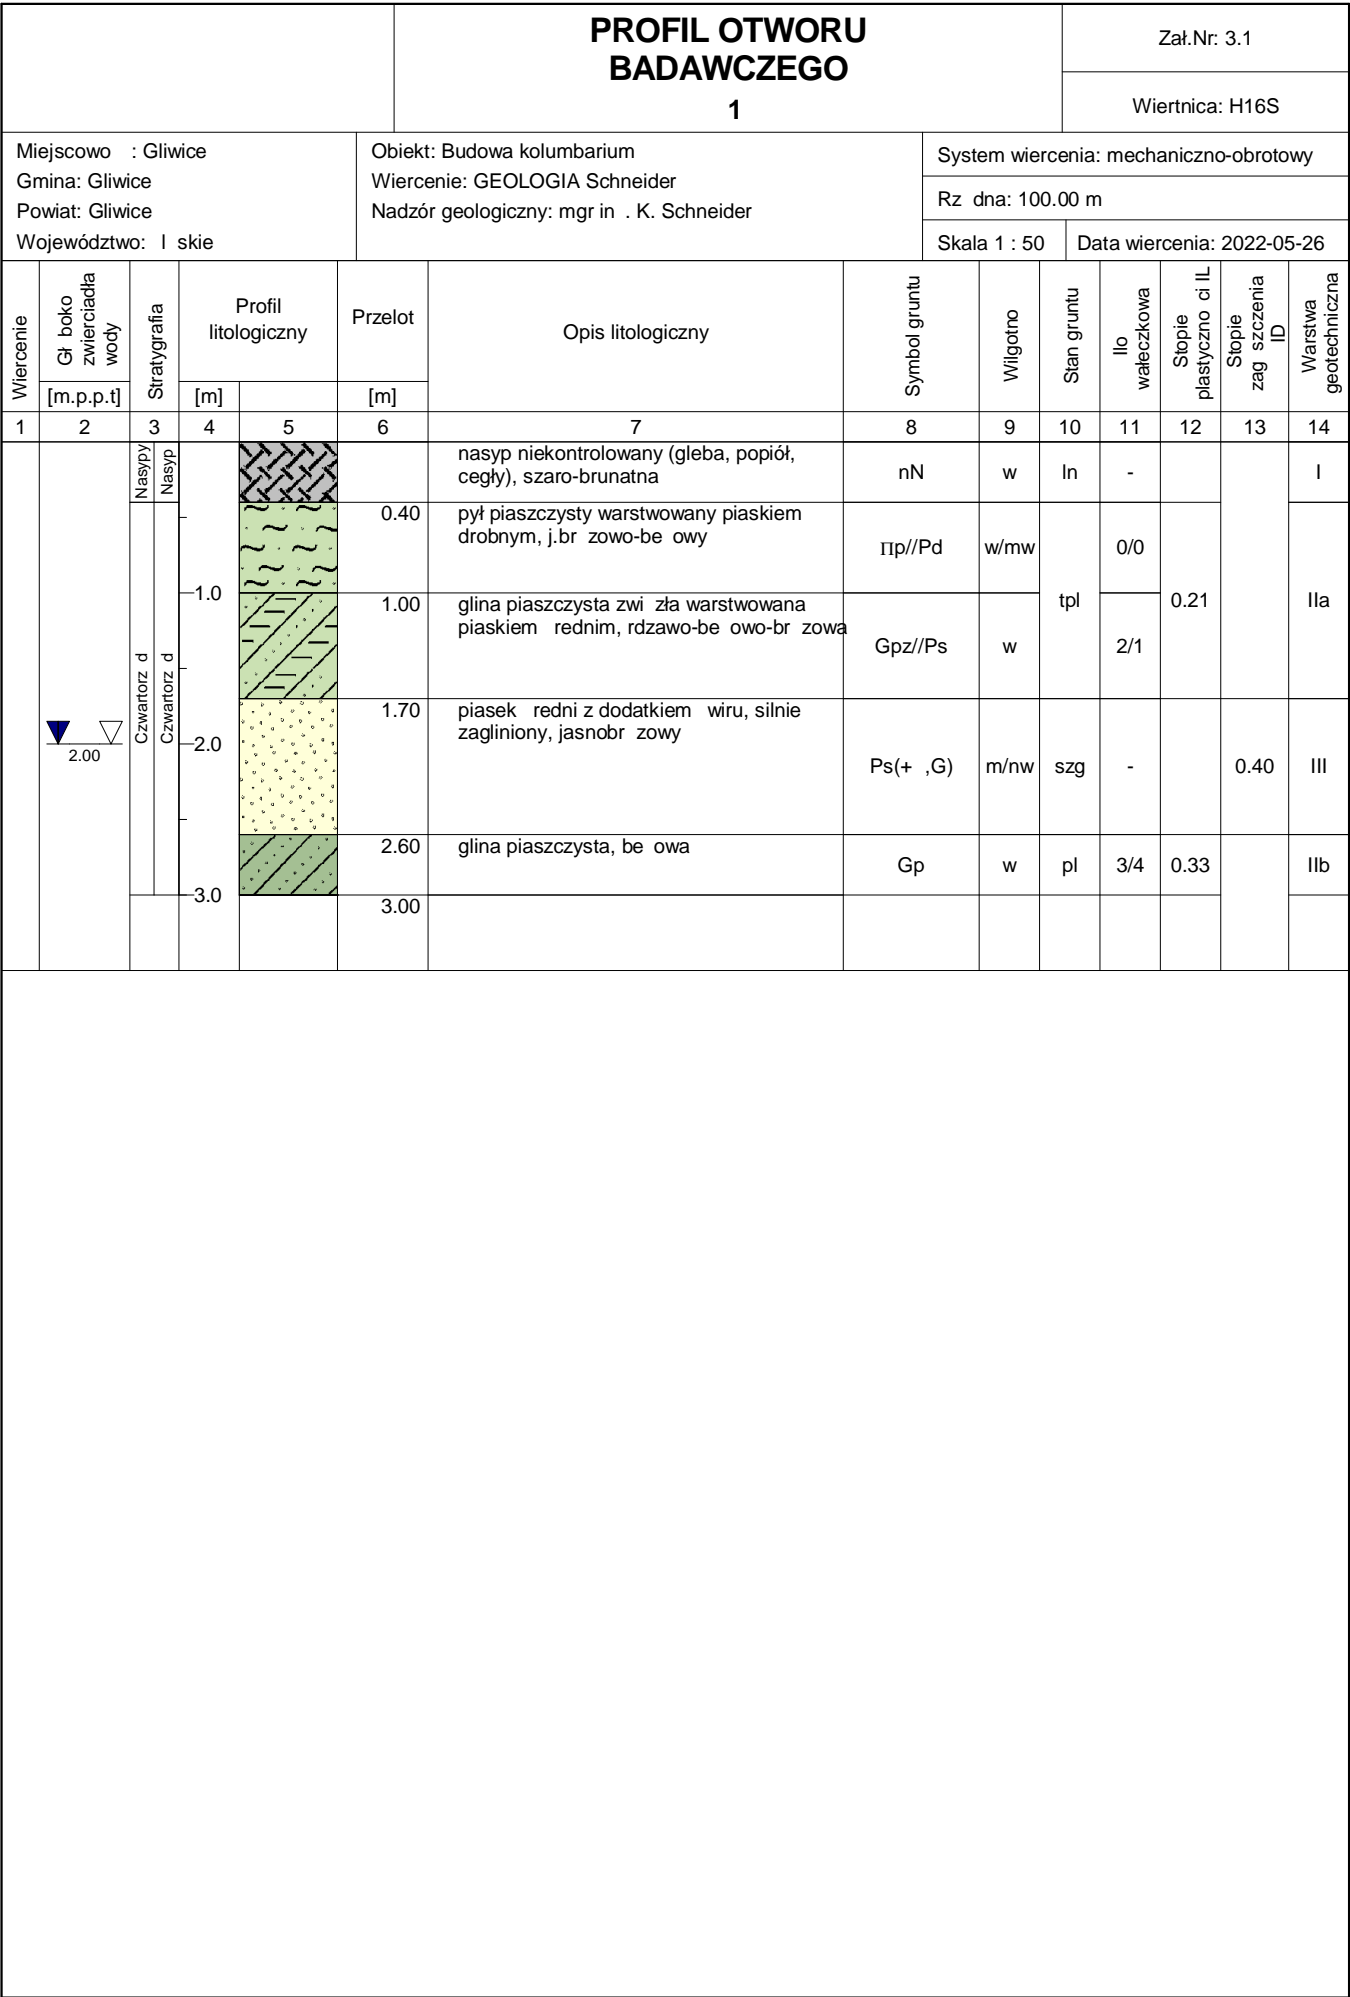 PROFIL OTWORU
BADAWCZEGO
1
Zał.Nr: 3.1
Wiertnica: H16S
Miejscowo : Gliwice
Gmina: Gliwice
Powiat: Gliwice
Województwo: l skie
Obiekt: Budowa kolumbarium
Wiercenie: GEOLOGIA Schneider
Nadzór geologiczny: mgr in . K. Schneider
System wiercenia: mechaniczno-obrotowy
Rz dna: 100.00 m
Skala 1 : 50
Data wiercenia: 2022-05-26
Wiercenie
Gł boko
zwierciadła
wody
[m.p.p.t]
Stratygrafia
Profil
litologiczny
[m]
Przelot
[m]
Opis litologiczny
Symbol gruntu
Wilgotno
Stan gruntu
Ilo
wałeczkowa
Stopie
plastyczno ci IL
Stopie
zag szczenia
ID
Warstwa
geotechniczna
1 2 3 4 5 6 7 8 9 10 11 12 13 14
Nasypy
Nasyp
nasyp niekontrolowany (gleba, popiół,
cegły), szaro-brunatna
nN w ln - I
0.40
pył piaszczysty warstwowany piaskiem
drobnym, j.br zowo-be owy
Πp//Pd w/mw 0/0
1.0
1.00
glina piaszczysta zwi zła warstwowana
piaskiem rednim, rdzawo-be owo-br zowa
Gpz//Ps w tpl 2/1 0.21 IIa
Czwartorz d
Czwartorz d
1.70
piasek redni z dodatkiem wiru, silnie
zagliniony, jasnobr zowy
2.00
2.0
Ps(+ ,G) m/nw szg - 0.40 III
2.60
glina piaszczysta, be owa
Gp w pl 3/4 0.33 IIb
3.0
3.00